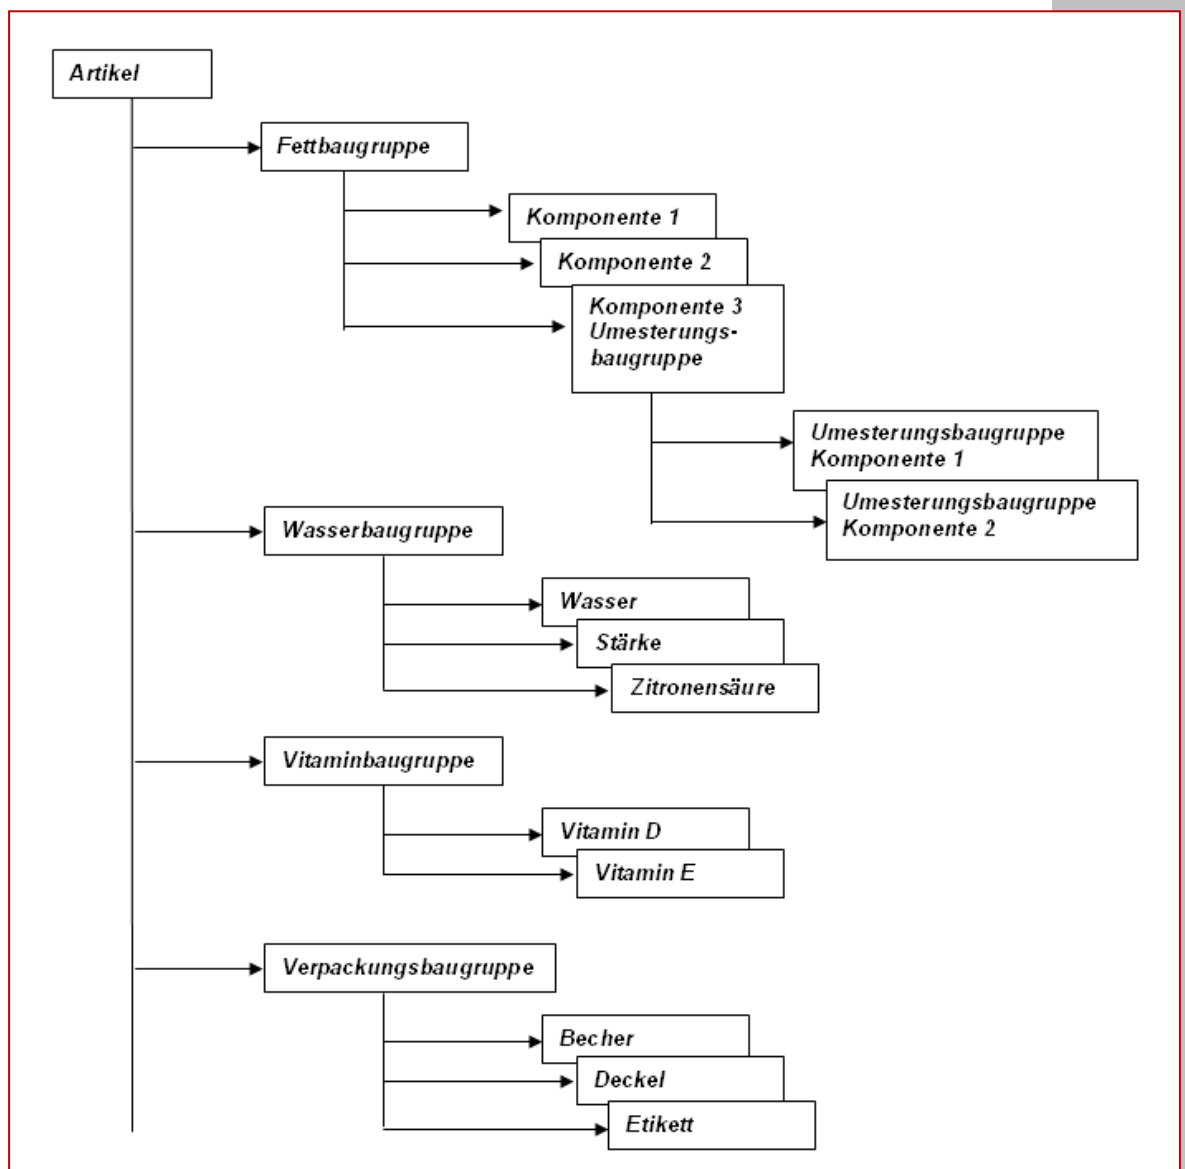 Artikel
Fettbaugruppe
Komponente 1
Komponente 2
Komponente 3
Umesterungs-
baugruppe
Umesterungsbaugruppe
Komponente 1
Umesterungsbaugruppe
Komponente 2
Wasserbaugruppe
Wasser
Stärke
Zitronensäure
Vitaminbaugruppe
Vitamin D
Vitamin E
Verpackungsbaugruppe
Becher
Deckel
Etikett